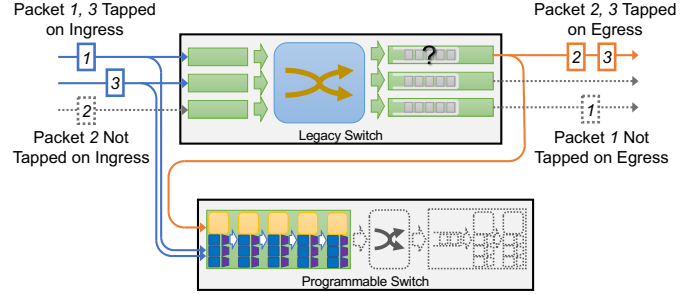 Packet 1, 3 Tapped
on Ingress
Packet 2, 3 Tapped
on Egress
1
?
2
3
3
2
1
Packet 2 Not
Tapped on Ingress
Legacy Switch
Packet 1 Not
Tapped on Egress
Programmable Switch